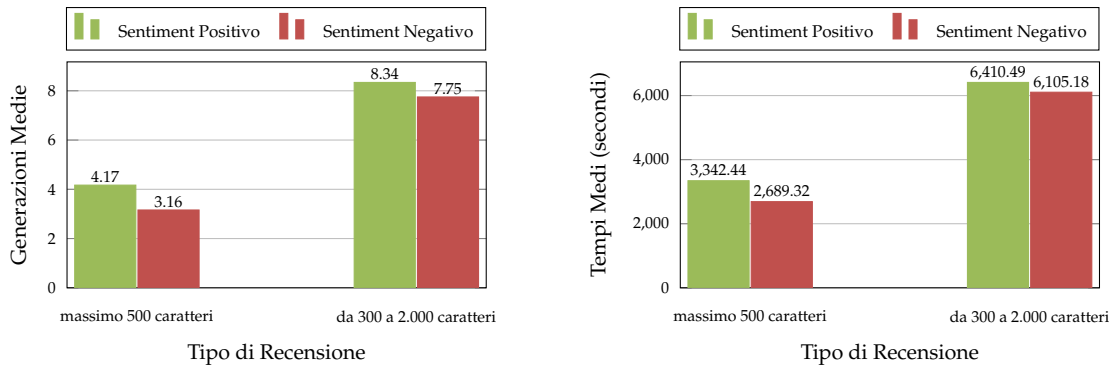 Sentiment Positivo Sentiment Negativo
8
6
4
2
0
Generazioni Medie
4.17
3.16
8.34
7.75
massimo 500 caratteri
da 300 a 2.000 caratteri
Tipo di Recensione
Sentiment Positivo Sentiment Negativo
6,000
4,000
2,000
0
Tempi Medi (secondi)
3,342.44
2,689.32
6,410.49
6,105.18
massimo 500 caratteri
da 300 a 2.000 caratteri
Tipo di Recensione